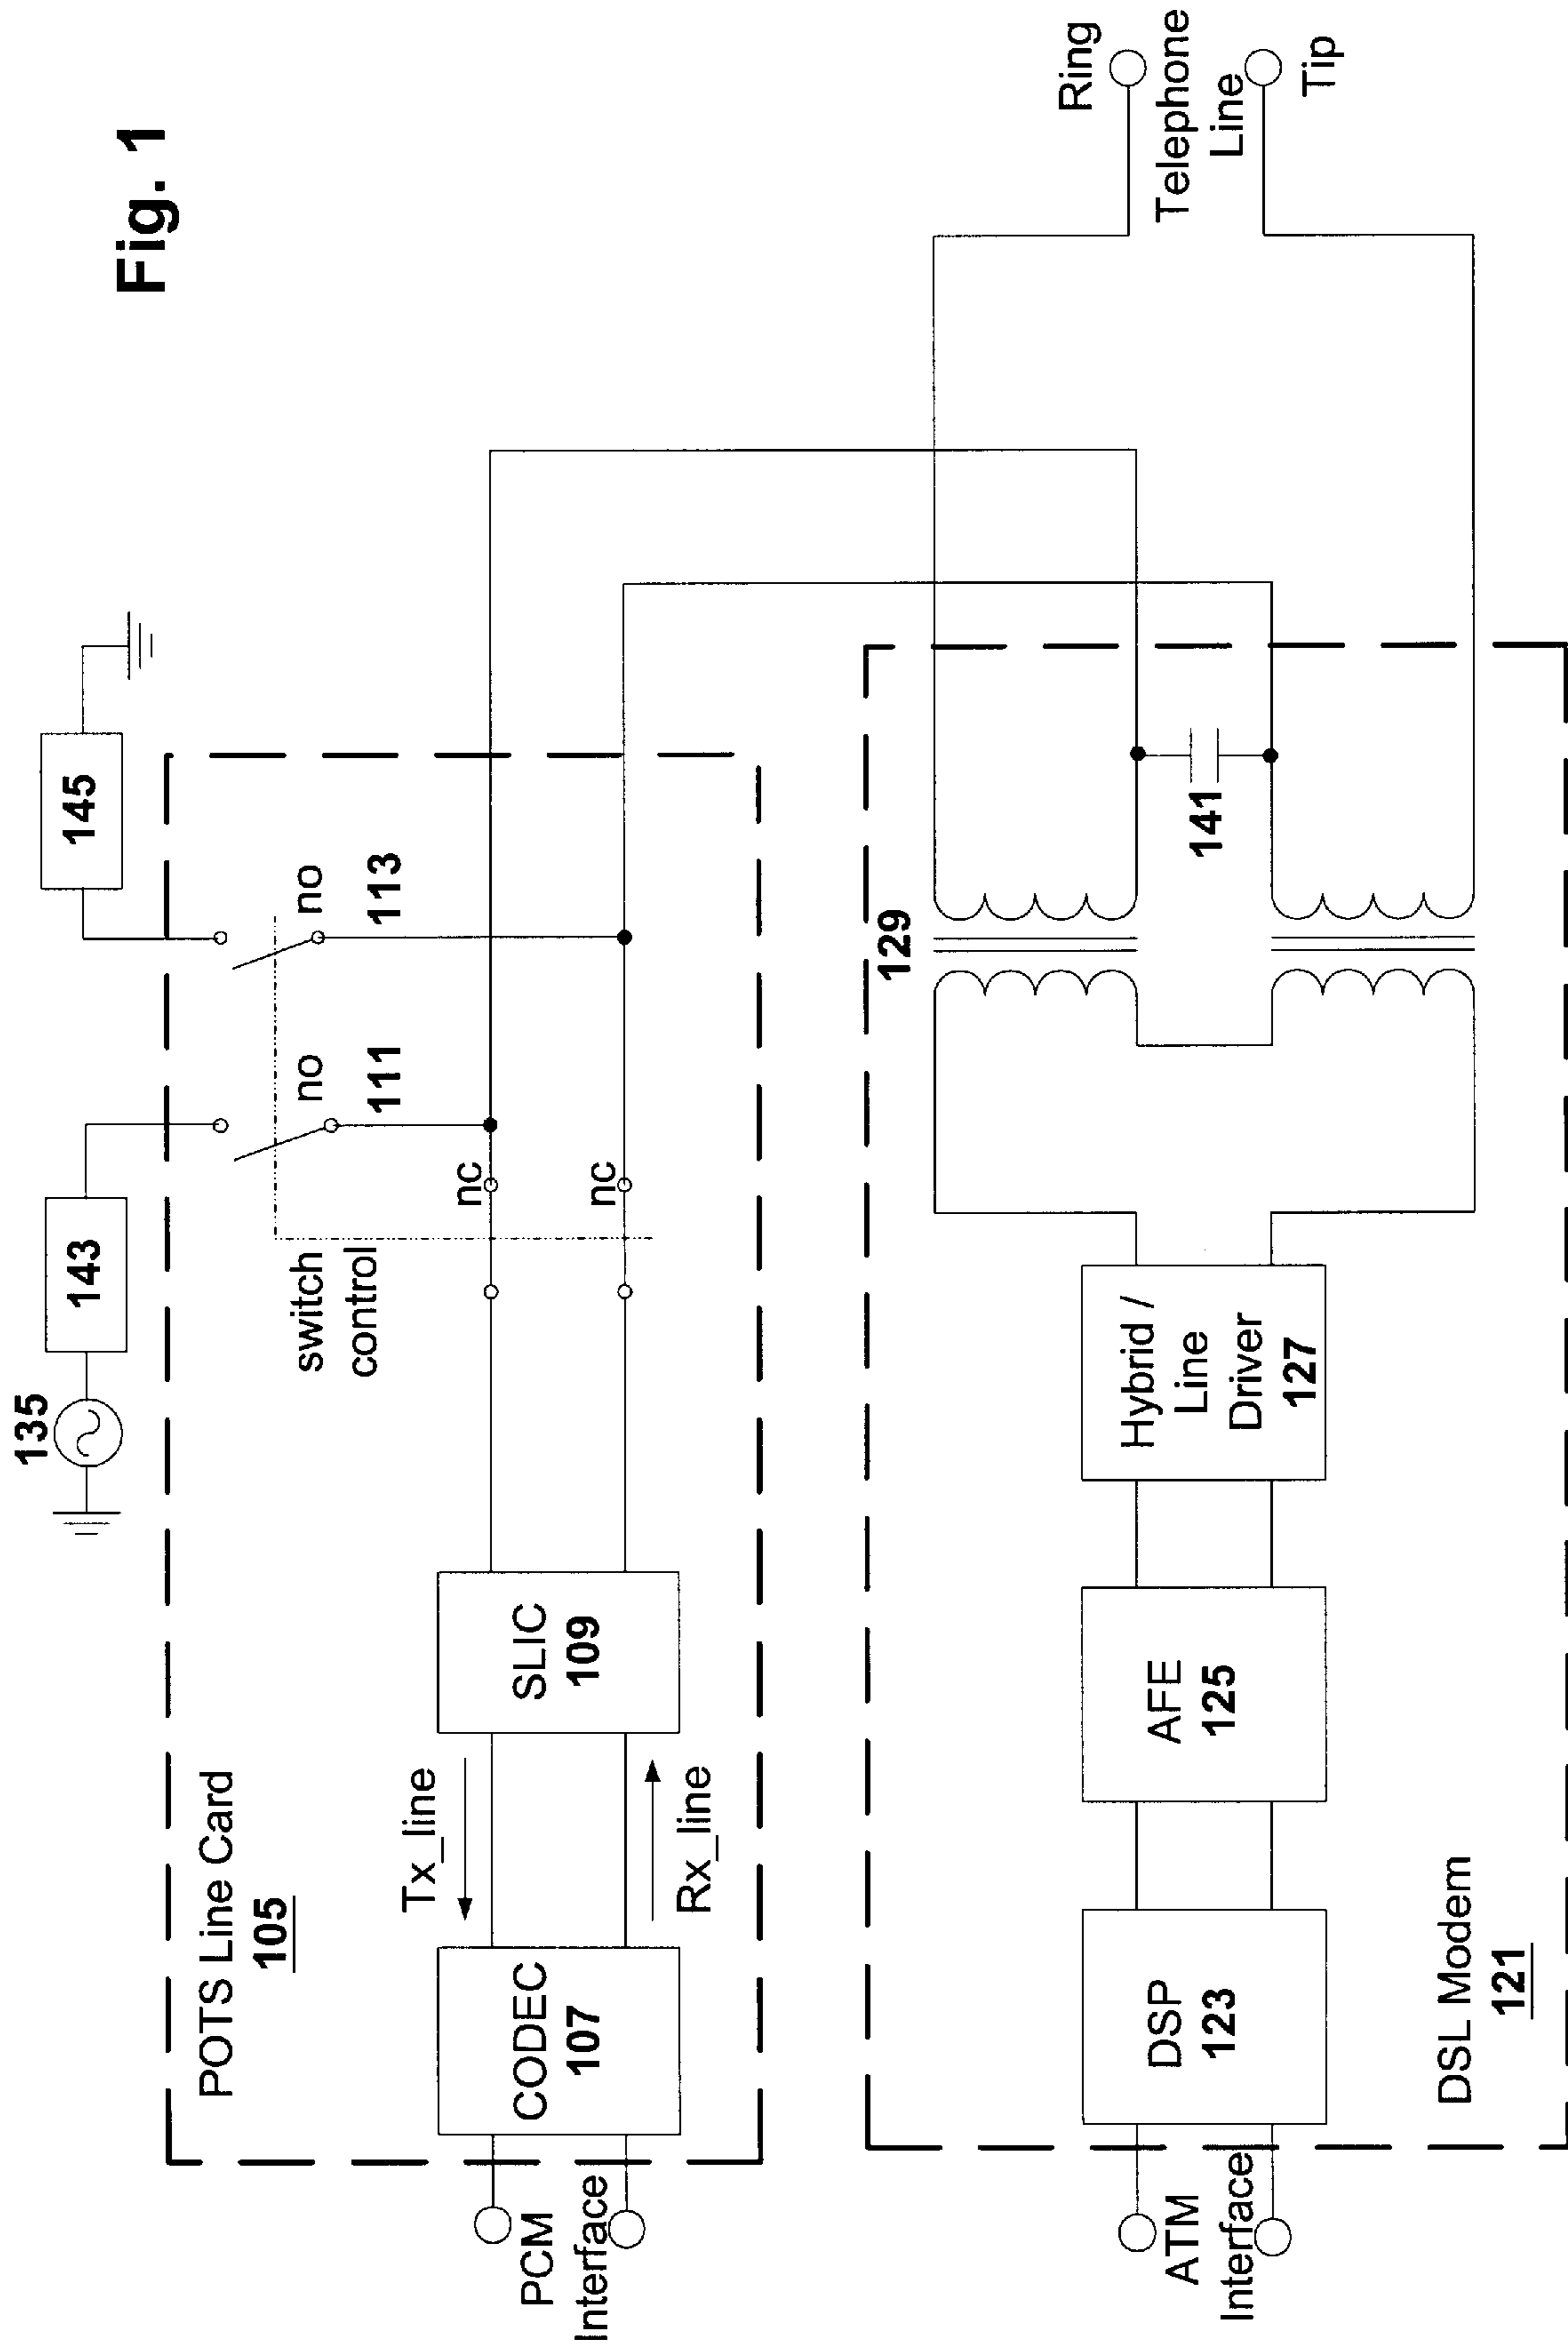 Fig. 1
135
143
145
POTS Line Card
105
switch
control
no
111
no
113
nc
nc
Tx_line
Rx_line
CODEC
107
SLIC
109
PCM
Interface
Ring
Telephone
Line
Tip
129
141
DSP
123
AFE
125
Hybrid /
Line
Driver
127
ATM
Interface
DSL Modem
121